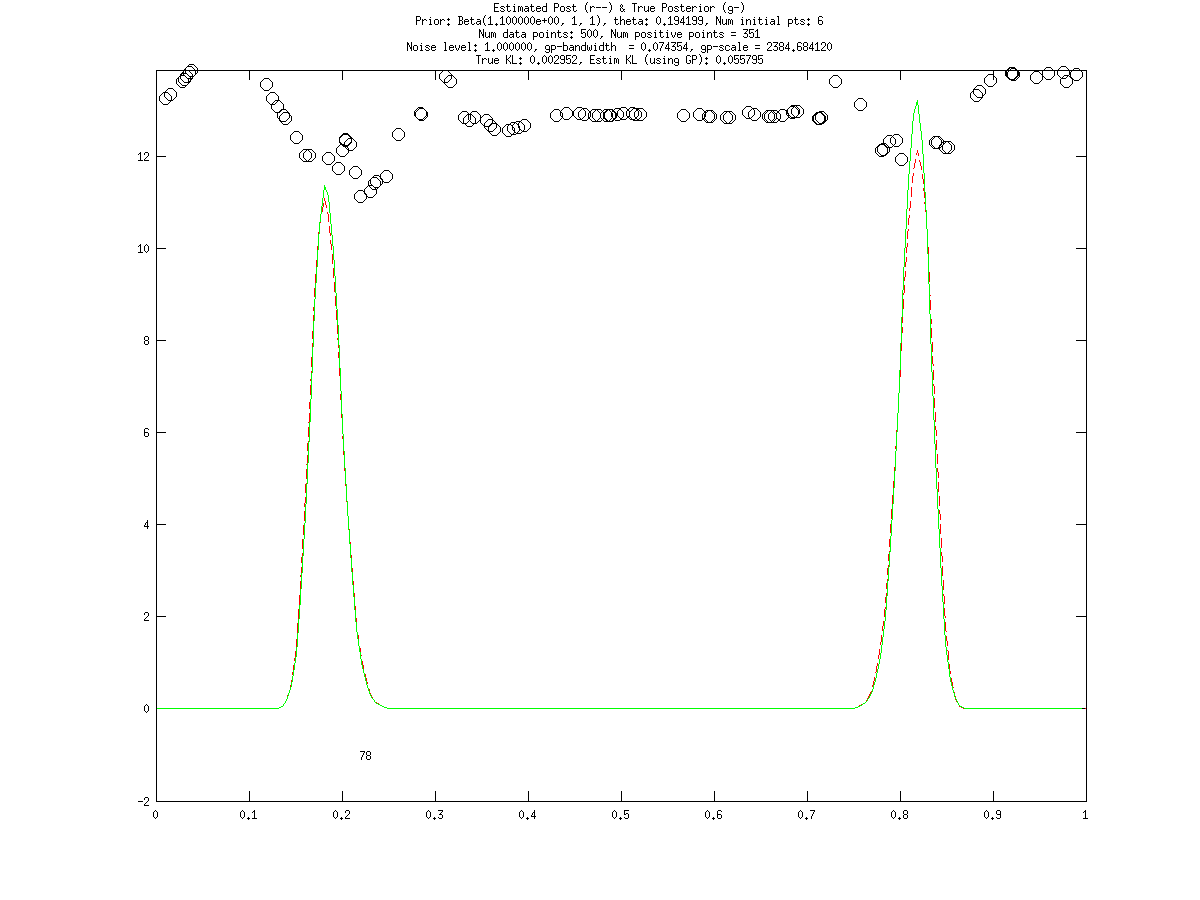 Estimated Post (r--) & True Posterior (g-)
Prior: Beta(1.100000e+00, 1, 1), theta: 0.194199, Num initial pts: 6
Num data points: 500, Num positive points = 351
Noise level: 1.000000, gp-bandwidth  = 0.074354, gp-scale = 2384.684120
True KL: 0.002952, Estim KL (using GP): 0.055795
12
10
8
6
4
2
0
78
-2
0 0.1 0.2 0.3 0.4 0.5 0.6 0.7 0.8 0.9 1